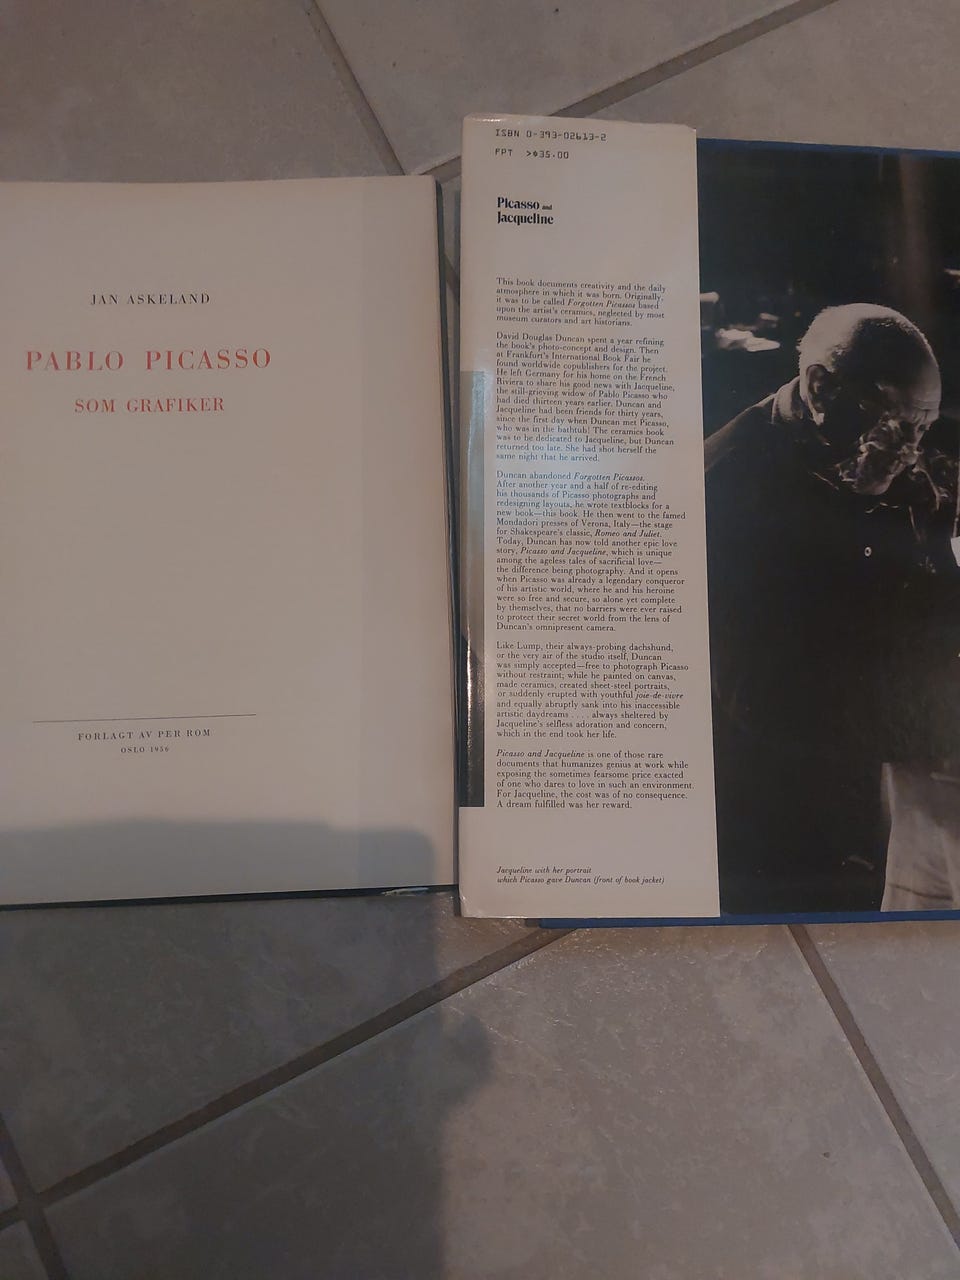 JAN ASKELAND
PABLO PICASSO
SOM GRAFIKER
FORLAGT AV PER ROM
OSLO 1956
ISBN 0-393-02613-2
FPT >$35.00
Picasso and
Jacqueline
This book documents creativity and the daily
atmosphere in which it was born. Originally,
it was to be called Forgotten Picassos based
upon the artist's ceramics, neglected by most
museum curators and art historians.
David Douglas Duncan spent a year refining
the book's photo-concept and design. Then
at Frankfurt's International Book Fair he
found worldwide copublishers for the project.
He left Germany for his home on the French
Riviera to share his good news with Jacqueline,
the still-grieving widow of Pablo Picasso who
had died thirteen years earlier. Duncan and
Jacqueline had been friends for thirty years,
since the first day when Duncan met Picasso,
who was in the bathtub! The ceramics book
was to be dedicated to Jacqueline, but Duncan
returned too late. She had shot herself the
same night that he arrived.
Duncan abandoned Forgotten Picassos.
After another year and a half of re-editing
his thousands of Picasso photographs and
redesigning layouts, he wrote textblocks for a
new book—this book. He then went to the famed
Mondadori presses of Verona, Italy—the stage
for Shakespeare's classic, Romeo and Juliet.
Today, Duncan has now told another epic love
story, Picasso and Jacqueline, which is unique
among the ageless tales of sacrificial love—
the difference being photography. And it opens
when Picasso was already a legendary conqueror
of his artistic world, where he and his heroine
were so free and secure, so alone yet complete
by themselves, that no barriers were ever raised
to protect their secret world from the lens of
Duncan's omnipresent camera.
Like Lump, their always-probing dachshund,
or the very air of the studio itself, Duncan
was simply accepted—free to photograph Picasso
without restraint; while he painted on canvas,
made ceramics, created sheet-steel portraits,
or suddenly erupted with youthful joie-de-vivre
and equally abruptly sank into his inaccessible
artistic daydreams . . . . always sheltered by
Jacqueline's selfless adoration and concern,
which in the end took her life.
Picasso and Jacqueline is one of those rare
documents that humanizes genius at work while
exposing the sometimes fearsome price exacted
of one who dares to love in such an environment.
For Jacqueline, the cost was of no consequence.
A dream fulfilled was her reward.
Jacqueline with her portrait
which Picasso gave Duncan (front of book jacket)